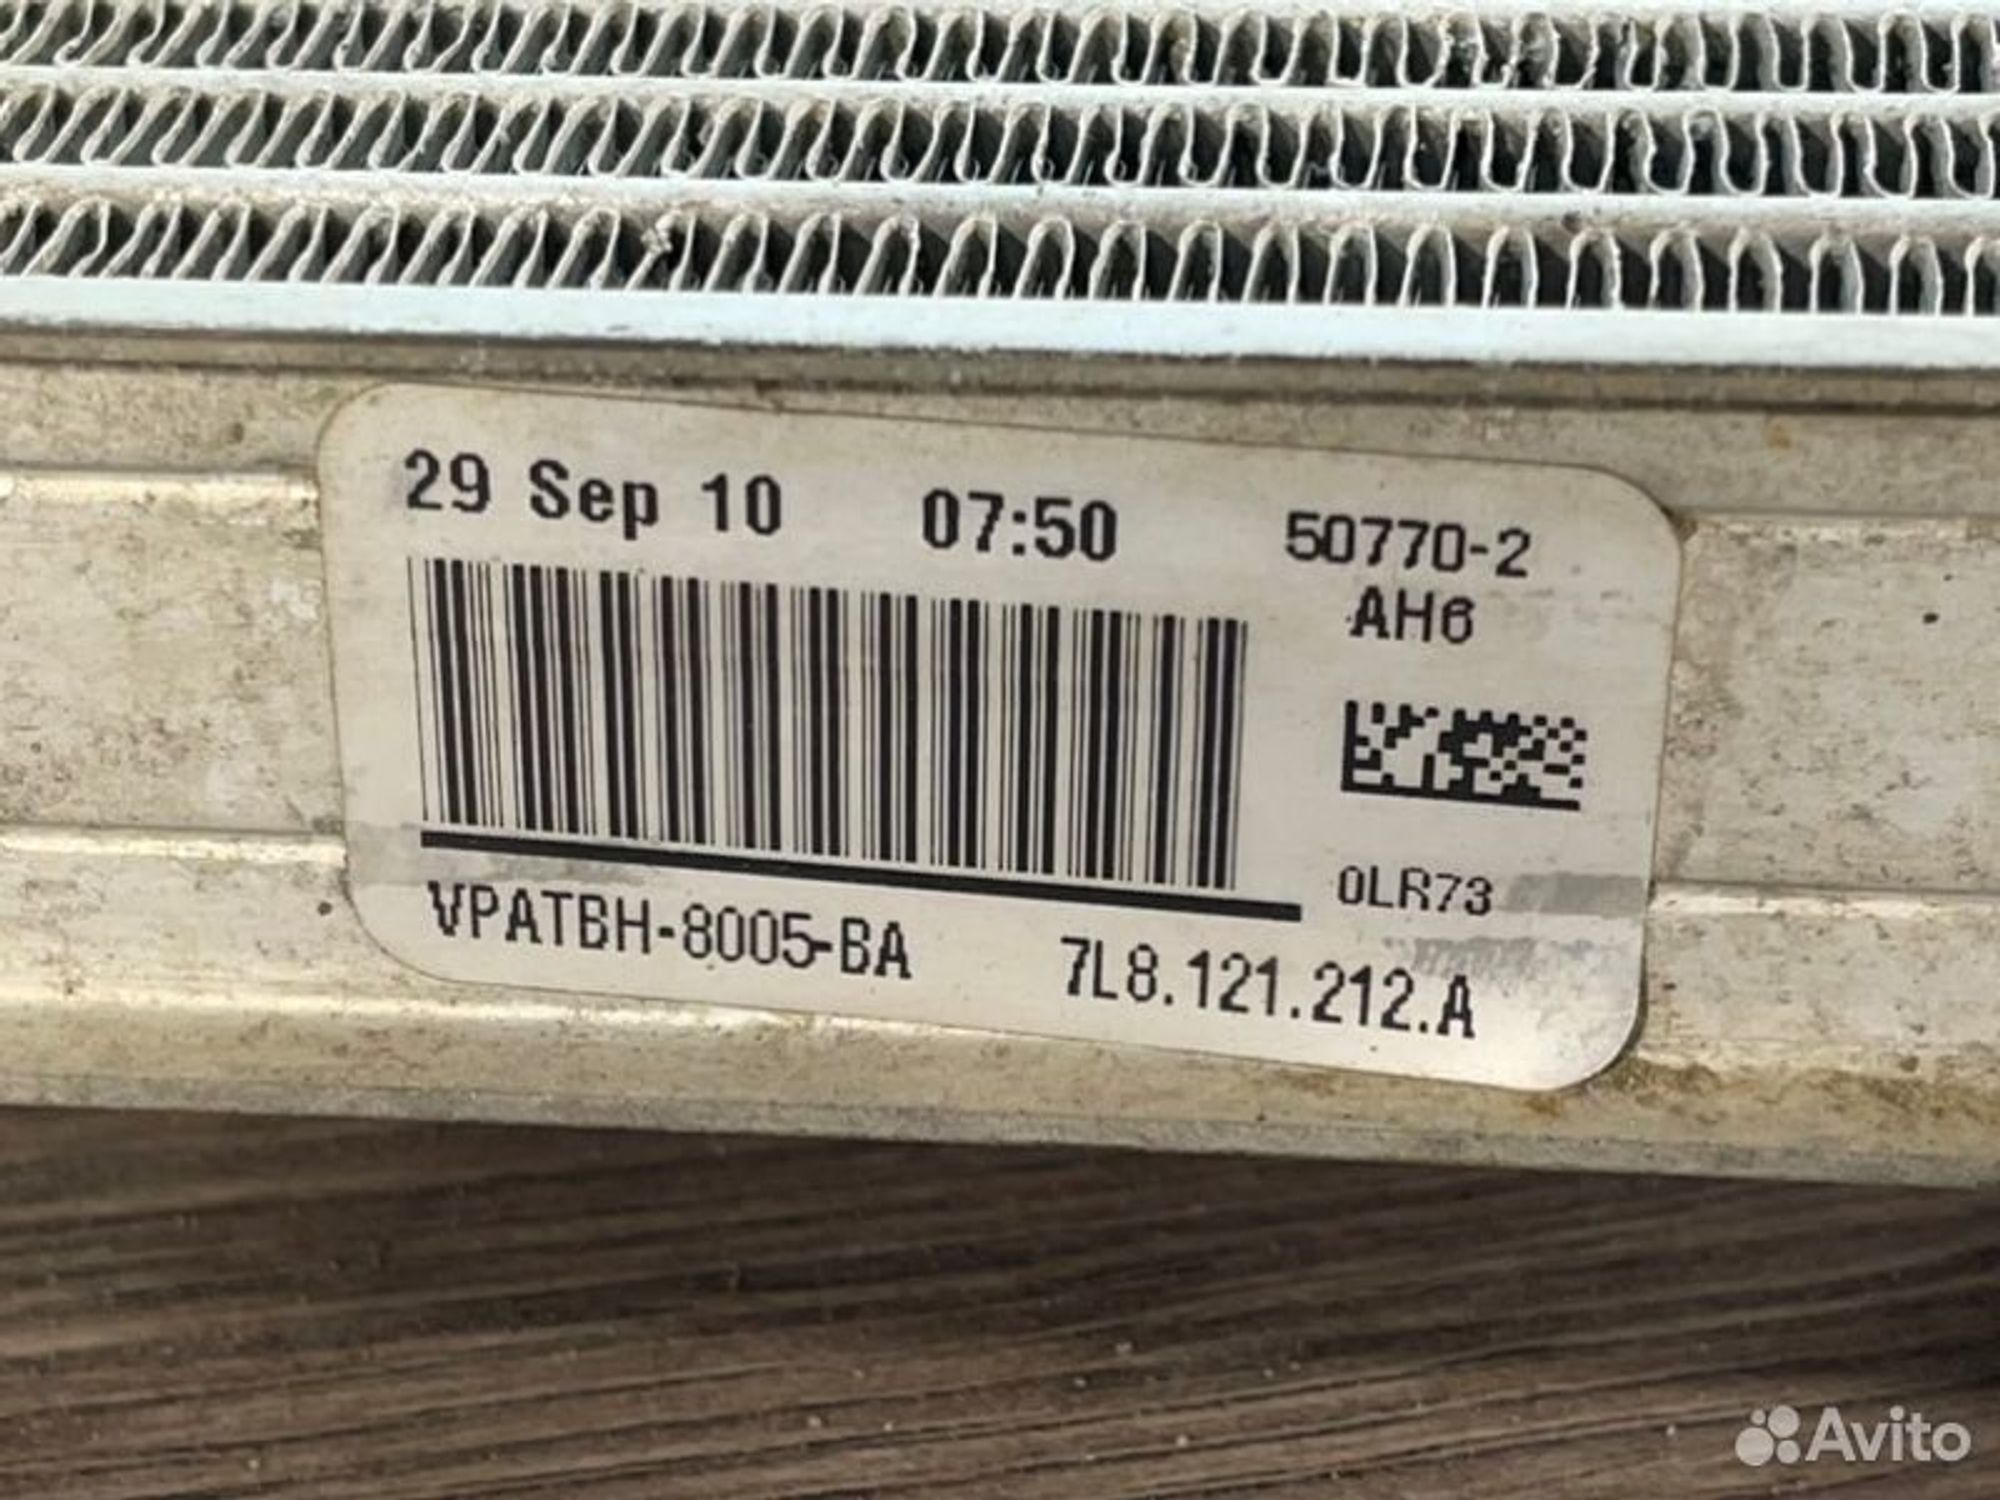 29 Sep 10 07:50 50770-2
AH6
0LR73
VPATBH-8005-BA 7L8.121.212.A
Avito